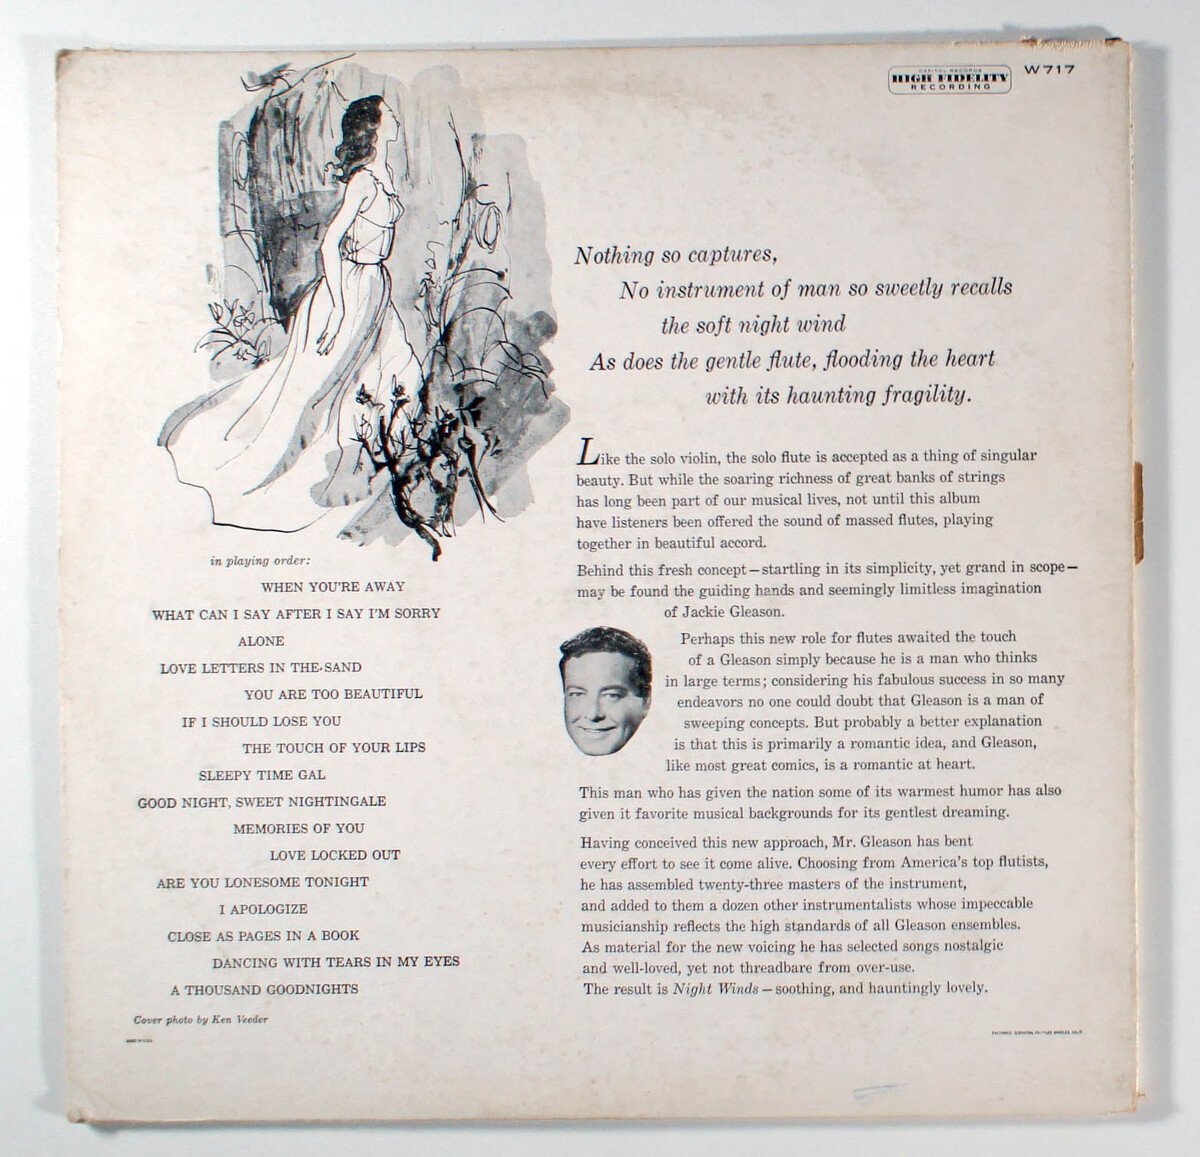 CAPITOL RECORDS
HIGH FIDELITY
RECORDING
W717
Nothing so captures,
No instrument of man so sweetly recalls
the soft night wind
As does the gentle flute, flooding the heart
with its haunting fragility.
Like the solo violin, the solo flute is accepted as a thing of singular
beauty. But while the soaring richness of great banks of strings
has long been part of our musical lives, not until this album
have listeners been offered the sound of massed flutes, playing
together in beautiful accord.
Behind this fresh concept—startling in its simplicity, yet grand in scope—
may be found the guiding hands and seemingly limitless imagination
of Jackie Gleason.
Perhaps this new role for flutes awaited the touch
of a Gleason simply because he is a man who thinks
in large terms; considering his fabulous success in so many
endeavors no one could doubt that Gleason is a man of
sweeping concepts. But probably a better explanation
is that this is primarily a romantic idea, and Gleason,
like most great comics, is a romantic at heart.
This man who has given the nation some of its warmest humor has also
given it favorite musical backgrounds for its gentlest dreaming.
Having conceived this new approach, Mr. Gleason has bent
every effort to see it come alive. Choosing from America's top flutists,
he has assembled twenty-three masters of the instrument,
and added to them a dozen other instrumentalists whose impeccable
musicianship reflects the high standards of all Gleason ensembles.
As material for the new voicing he has selected songs nostalgic
and well-loved, yet not threadbare from over-use.
The result is Night Winds—soothing, and hauntingly lovely.
in playing order:
WHEN YOU'RE AWAY
WHAT CAN I SAY AFTER I SAY I'M SORRY
ALONE
LOVE LETTERS IN THE SAND
YOU ARE TOO BEAUTIFUL
IF I SHOULD LOSE YOU
THE TOUCH OF YOUR LIPS
SLEEPY TIME GAL
GOOD NIGHT, SWEET NIGHTINGALE
MEMORIES OF YOU
LOVE LOCKED OUT
ARE YOU LONESOME TONIGHT
I APOLOGIZE
CLOSE AS PAGES IN A BOOK
DANCING WITH TEARS IN MY EYES
A THOUSAND GOODNIGHTS
Cover photo by Ken Veeder